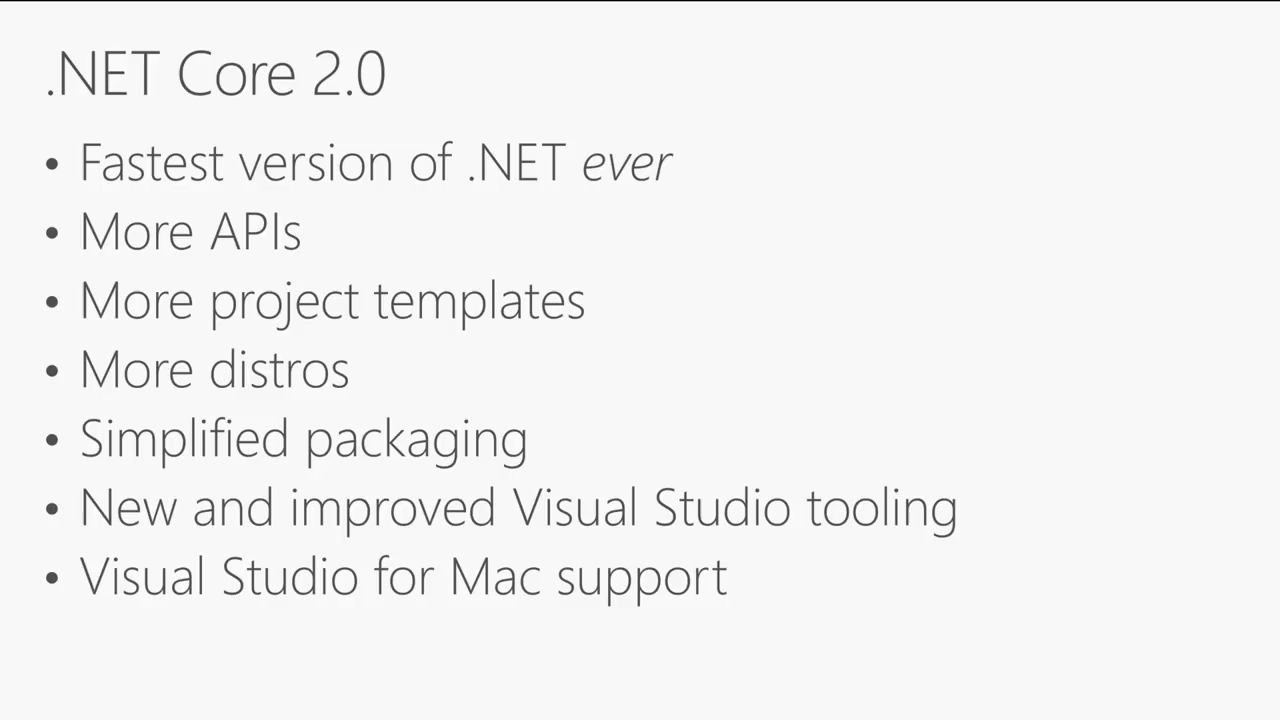 .NET Core 2.0
• Fastest version of .NET ever
• More APIs
• More project templates
• More distros
• Simplified packaging
• New and improved Visual Studio tooling
• Visual Studio for Mac support